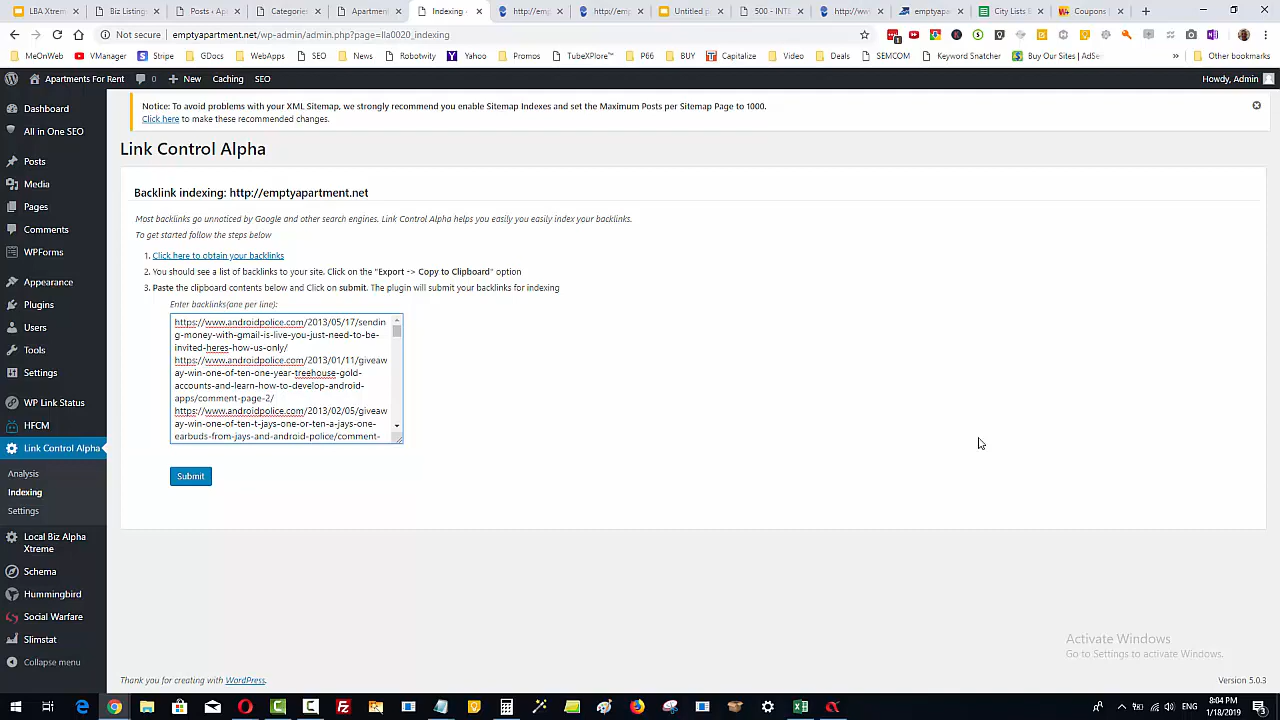 LBA Xtrem
Biz Listing
Posts ‹ Ap
Categories
Apartment
Indexing ‹
http://emp
http://emp
Untitled p
500 - INT
http://ww
emptyapa
City Lists E
Coupons
Not secure
emptyapartment.net/wp-admin/admin.php?page=lla0020_indexing
MeOnWeb
VManager
Stripe
GDocs
WebApps
SEO
News
Robotvity
Yahoo
Promos
TubeXPlore™
P66
BUY
Capitalize
Video
Deals
SEMCOM
Keyword Snatcher
Buy Our Sites | AdSe
»
Other bookmarks
Apartments For Rent
0
New
Caching
SEO
Howdy, Admin
Dashboard
All in One SEO
Posts
Media
Pages
Comments
WPForms
Appearance
Plugins
Users
Tools
Settings
WP Link Status
HFCM
Link Control Alpha
Analysis
Indexing
Settings
Local Biz Alpha
Xtreme
Schema
Hummingbird
Social Warfare
Slimstat
Collapse menu
Notice: To avoid problems with your XML Sitemap, we strongly recommend you enable Sitemap Indexes and set the Maximum Posts per Sitemap Page to 1000.
Click here to make these recommended changes.
Link Control Alpha
Backlink indexing: http://emptyapartment.net
Most backlinks go unnoticed by Google and other search engines. Link Control Alpha helps you easily you easily index your backlinks.
To get started follow the steps below
1. Click here to obtain your backlinks
2. You should see a list of backlinks to your site. Click on the "Export -> Copy to Clipboard" option
3. Paste the clipboard contents below and Click on submit. The plugin will submit your backlinks for indexing
Enter backlinks(one per line):
https://www.androidpolice.com/2013/05/17/sendin
g-money-with-gmail-is-live-you-just-need-to-be-
invited-heres-how-us-only/
https://www.androidpolice.com/2013/01/11/giveaw
ay-win-one-of-ten-one-year-treehouse-gold-
accounts-and-learn-how-to-develop-android-
apps/comment-page-2/
https://www.androidpolice.com/2013/02/05/giveaw
ay-win-one-of-ten-t-jays-one-or-ten-a-jays-one-
earbuds-from-jays-and-android-police/comment-
Submit
Activate Windows
Go to Settings to activate Windows.
Thank you for creating with WordPress.
Version 5.0.3
8:04 PM
1/18/2019